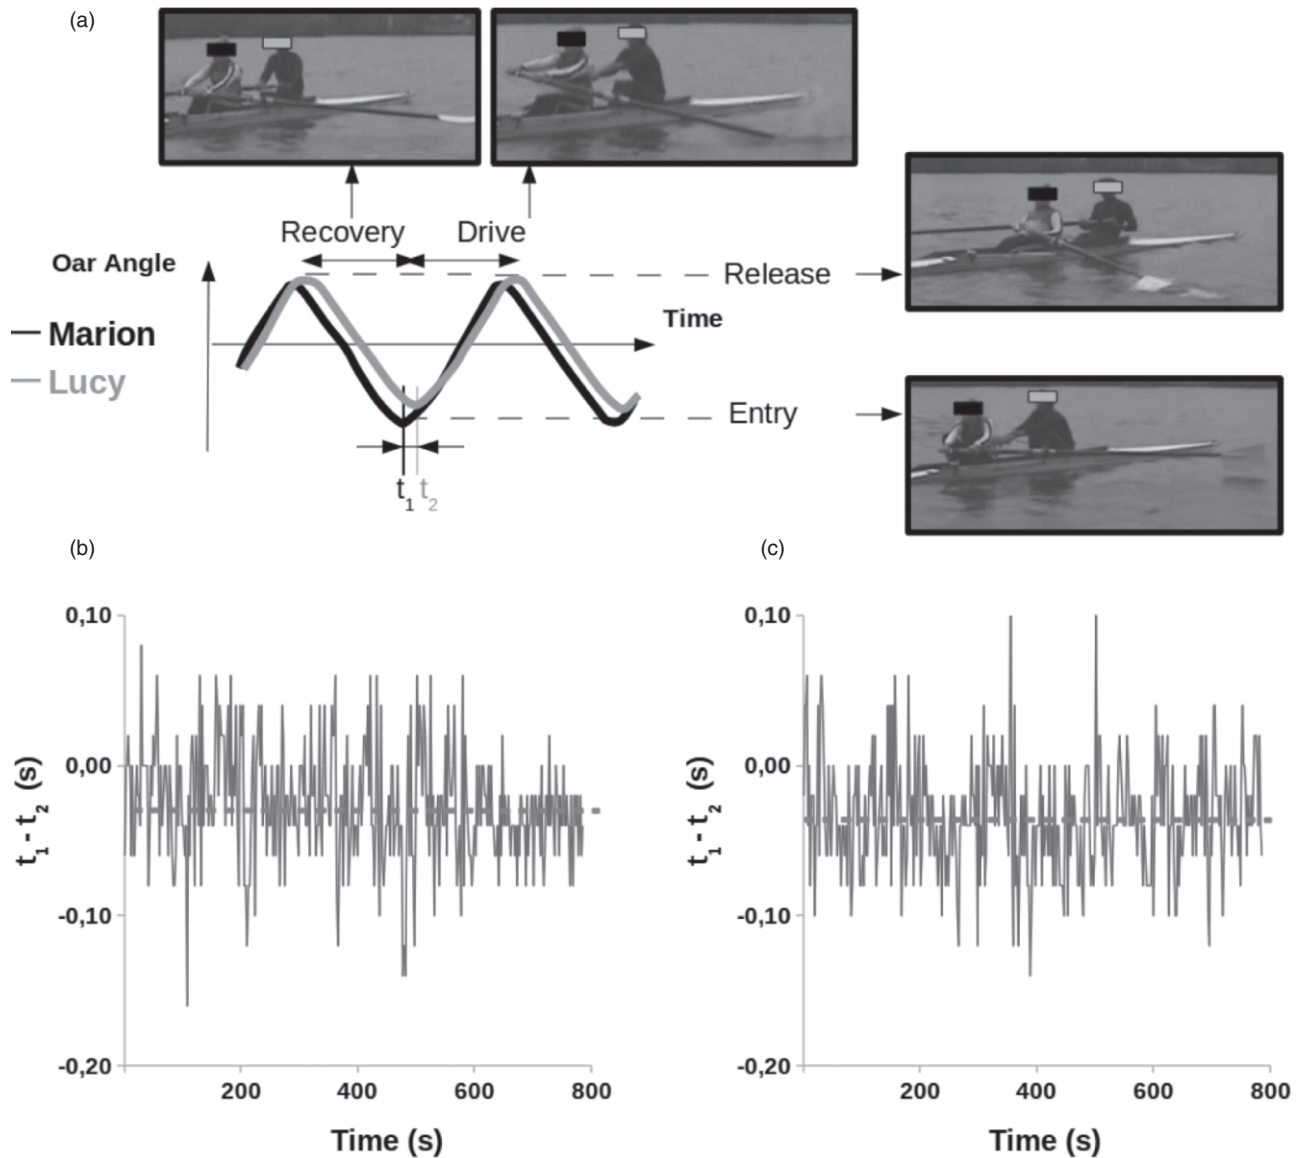 (a)
Recovery Drive
Oar Angle
Release
Time
Marion
Lucy
Entry
t1 t2
(b)
(c)
0,10
0,00
-0,10
-0,20
t1 - t2 (s)
200 400 600 800
Time (s)
0,10
0,00
-0,10
-0,20
t1 - t2 (s)
200 400 600 800
Time (s)